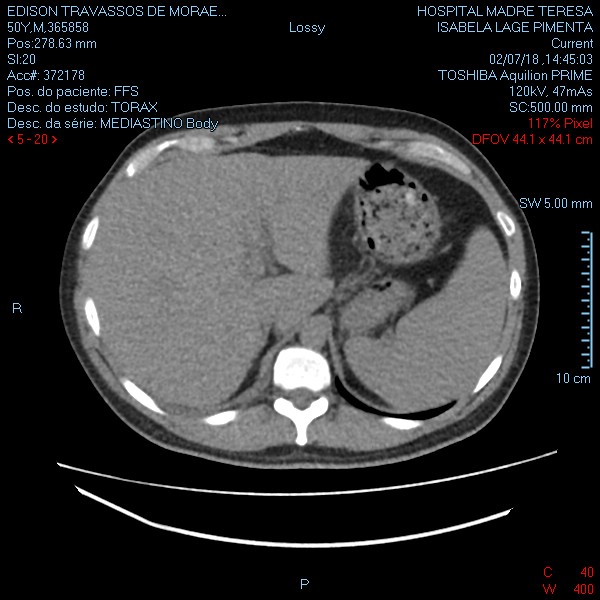 EDISON TRAVASSOS DE MORAE...
50Y,M,365858
Pos:278.63 mm
Sl:20
Acc#: 372178
Pos. do paciente: FFS
Desc. do estudo: TORAX
Desc. da série: MEDIASTINO Body
< 5 - 20 >
Lossy
HOSPITAL MADRE TERESA
ISABELA LAGE PIMENTA
Current
02/07/18 ,14:45:03
TOSHIBA Aquilion PRIME
120kV, 47mAs
SC:500.00 mm
117% Pixel
DFOV 44.1 x 44.1 cm
SW 5.00 mm
R
10 cm
P
C 40
W 400